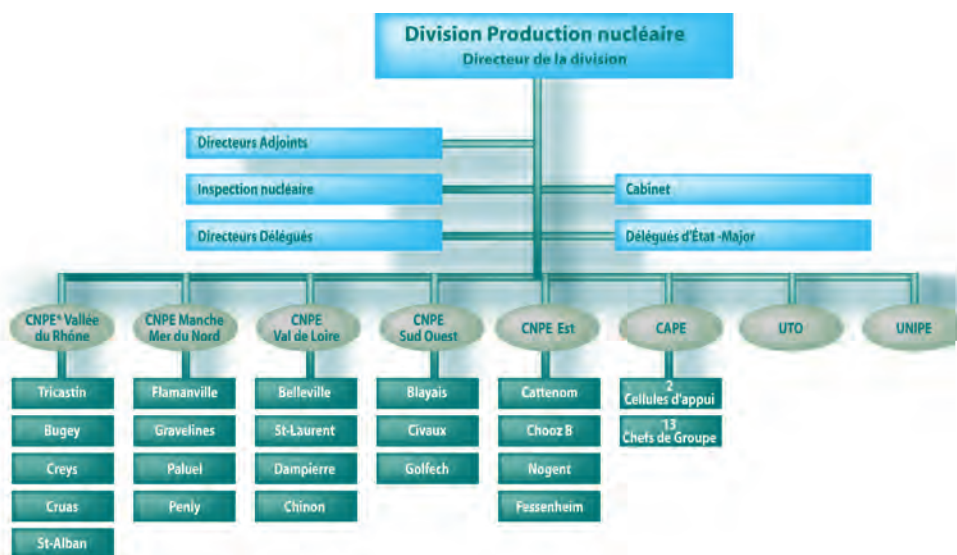 Division Production nucléaire
Directeur de la division
Directeurs Adjoints
Inspection nucléaire
Cabinet
Directeurs Délégués
Délégués d'État -Major
CNPE* Vallée
du Rhône
CNPE Manche
Mer du Nord
CNPE
Val de Loire
CNPE
Sud Ouest
CNPE Est
CAPE
UTO
UNIPE
Tricastin
Bugey
Creys
Cruas
St-Alban
Flamanville
Gravelines
Paluel
Penly
Belleville
St-Laurent
Dampierre
Chinon
Blayais
Civaux
Golfech
Cattenom
Chooz B
Nogent
Fessenheim
2
Cellules d'appui
13
Chefs de Groupe